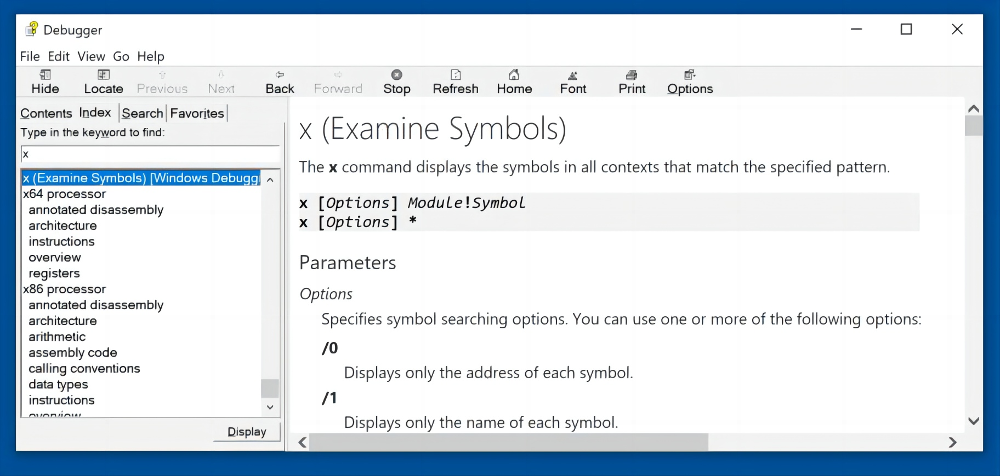 Debugger
File Edit View Go Help
Hide Locate Previous Next Back Forward Stop Refresh Home Font Print Options
Contents Index Search Favorites
Type in the keyword to find:
x
x (Examine Symbols) [Windows Debugg
x64 processor
annotated disassembly
architecture
instructions
overview
registers
x86 processor
annotated disassembly
architecture
arithmetic
assembly code
calling conventions
data types
instructions
overview
Display
x (Examine Symbols)
The x command displays the symbols in all contexts that match the specified pattern.
x [Options] Module!Symbol
x [Options] *
Parameters
Options
Specifies symbol searching options. You can use one or more of the following options:
/0
Displays only the address of each symbol.
/1
Displays only the name of each symbol.